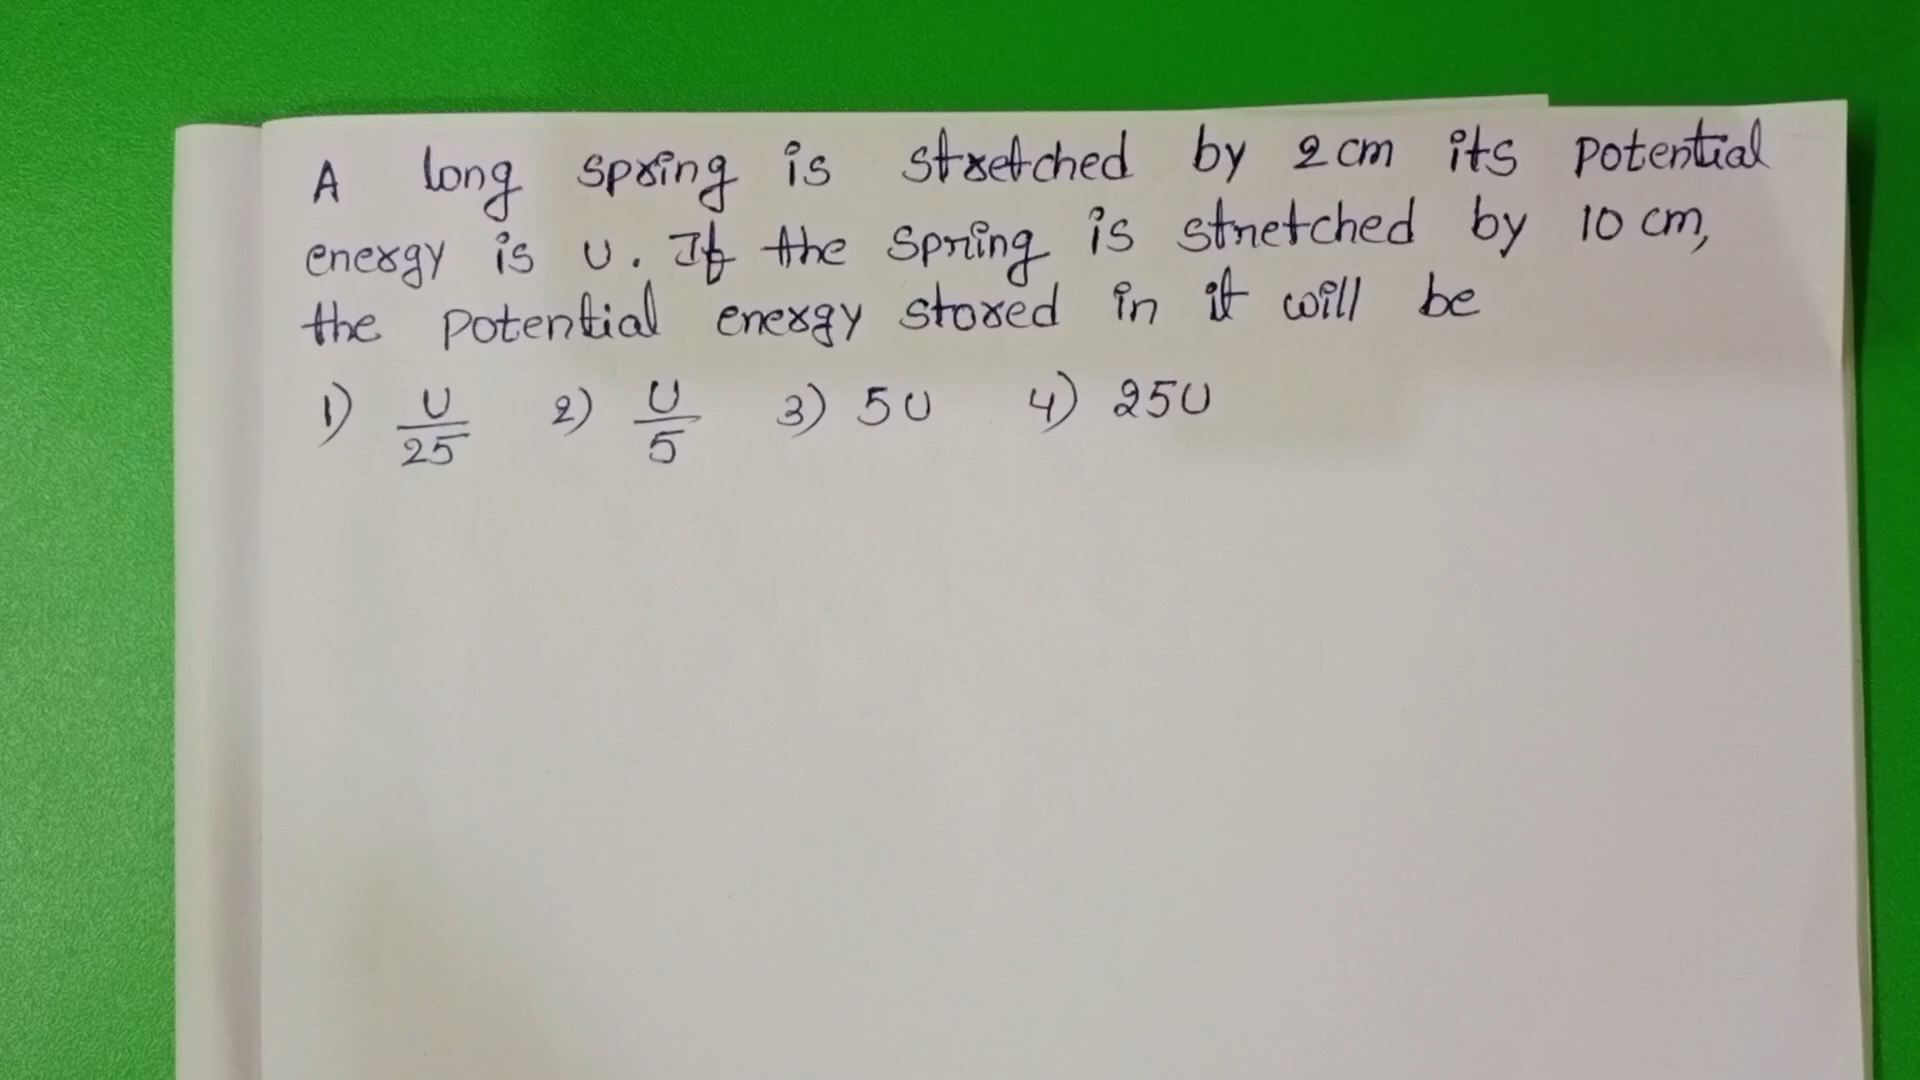 A long spring is stretched by 2 cm its potential
energy is U. If the spring is stretched by 10 cm,
the potential energy stored in it will be
1) U/25 2) U/5 3) 5U 4) 25U